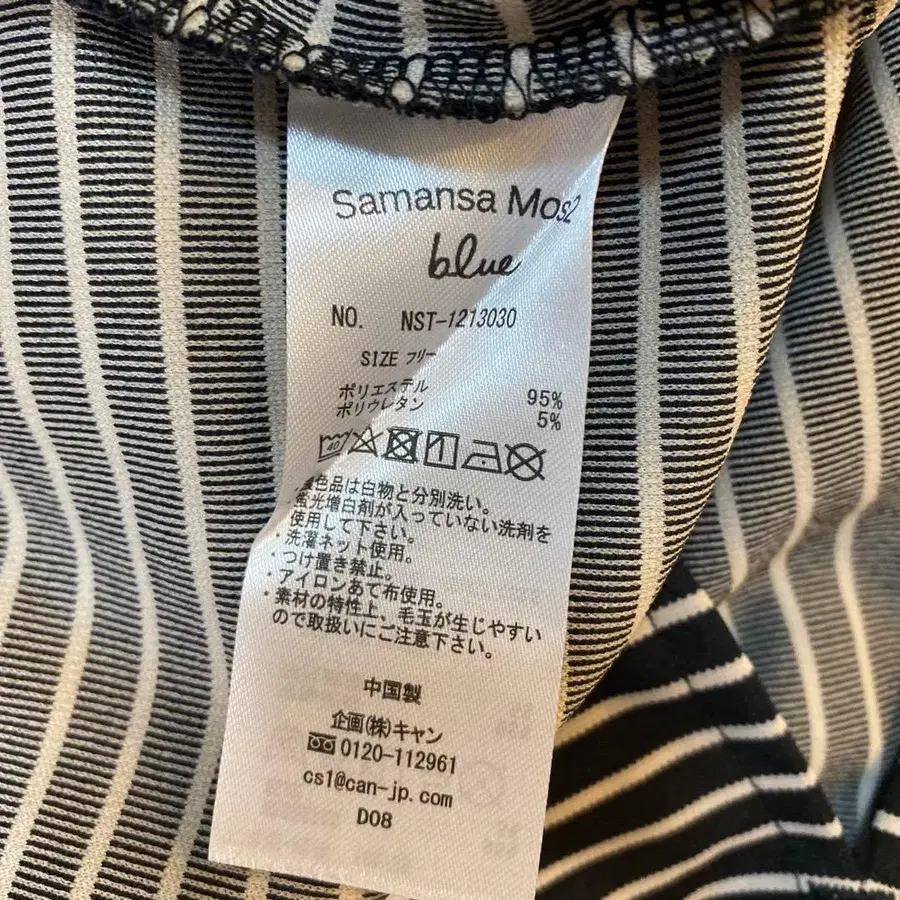 Samansa Mos2
blue
NO. NST-1213030
SIZE フリー
ポリエステル 95%
ポリウレタン 5%
40
色品は白物と分別洗い。
蛍光増白剤が入っていない洗剤を
使用して下さい。
・洗濯ネット使用。
・つけ置き禁止。
・アイロンあて布使用。
・素材の特性上、毛玉が生じやすい
ので取扱いにご注意下さい。
中国製
企画(株)キャン
0120-112961
cs1@can-jp.com
D08